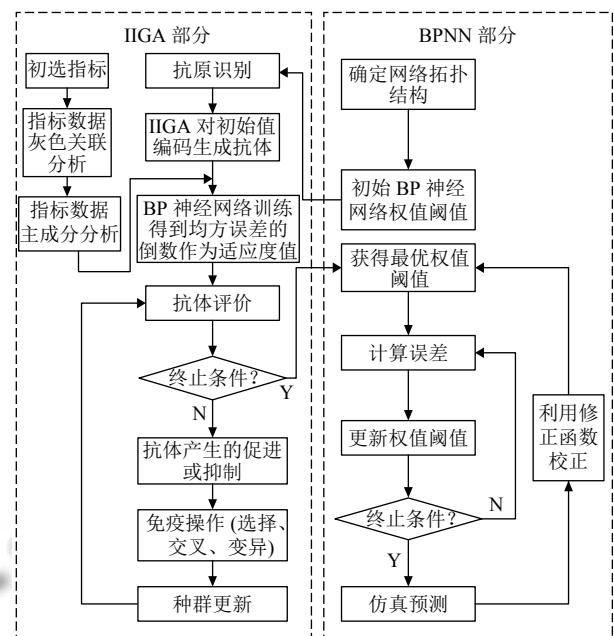 IIGA 部分
初选指标
指标数据
灰色关联
分析
指标数据
主成分分析
抗原识别
IIGA 对初始值
编码生成抗体
BP 神经网络训练
得到均方误差的
倒数作为适应度值
抗体评价
终止条件?
Y
N
抗体产生的促进
或抑制
免疫操作 (选择、
交叉、变异)
种群更新
BPNN 部分
确定网络拓扑
结构
初始 BP 神经
网络权值阈值
获得最优权值
阈值
计算误差
更新权值阈值
终止条件?
N
Y
仿真预测
利用修
正函数
校正